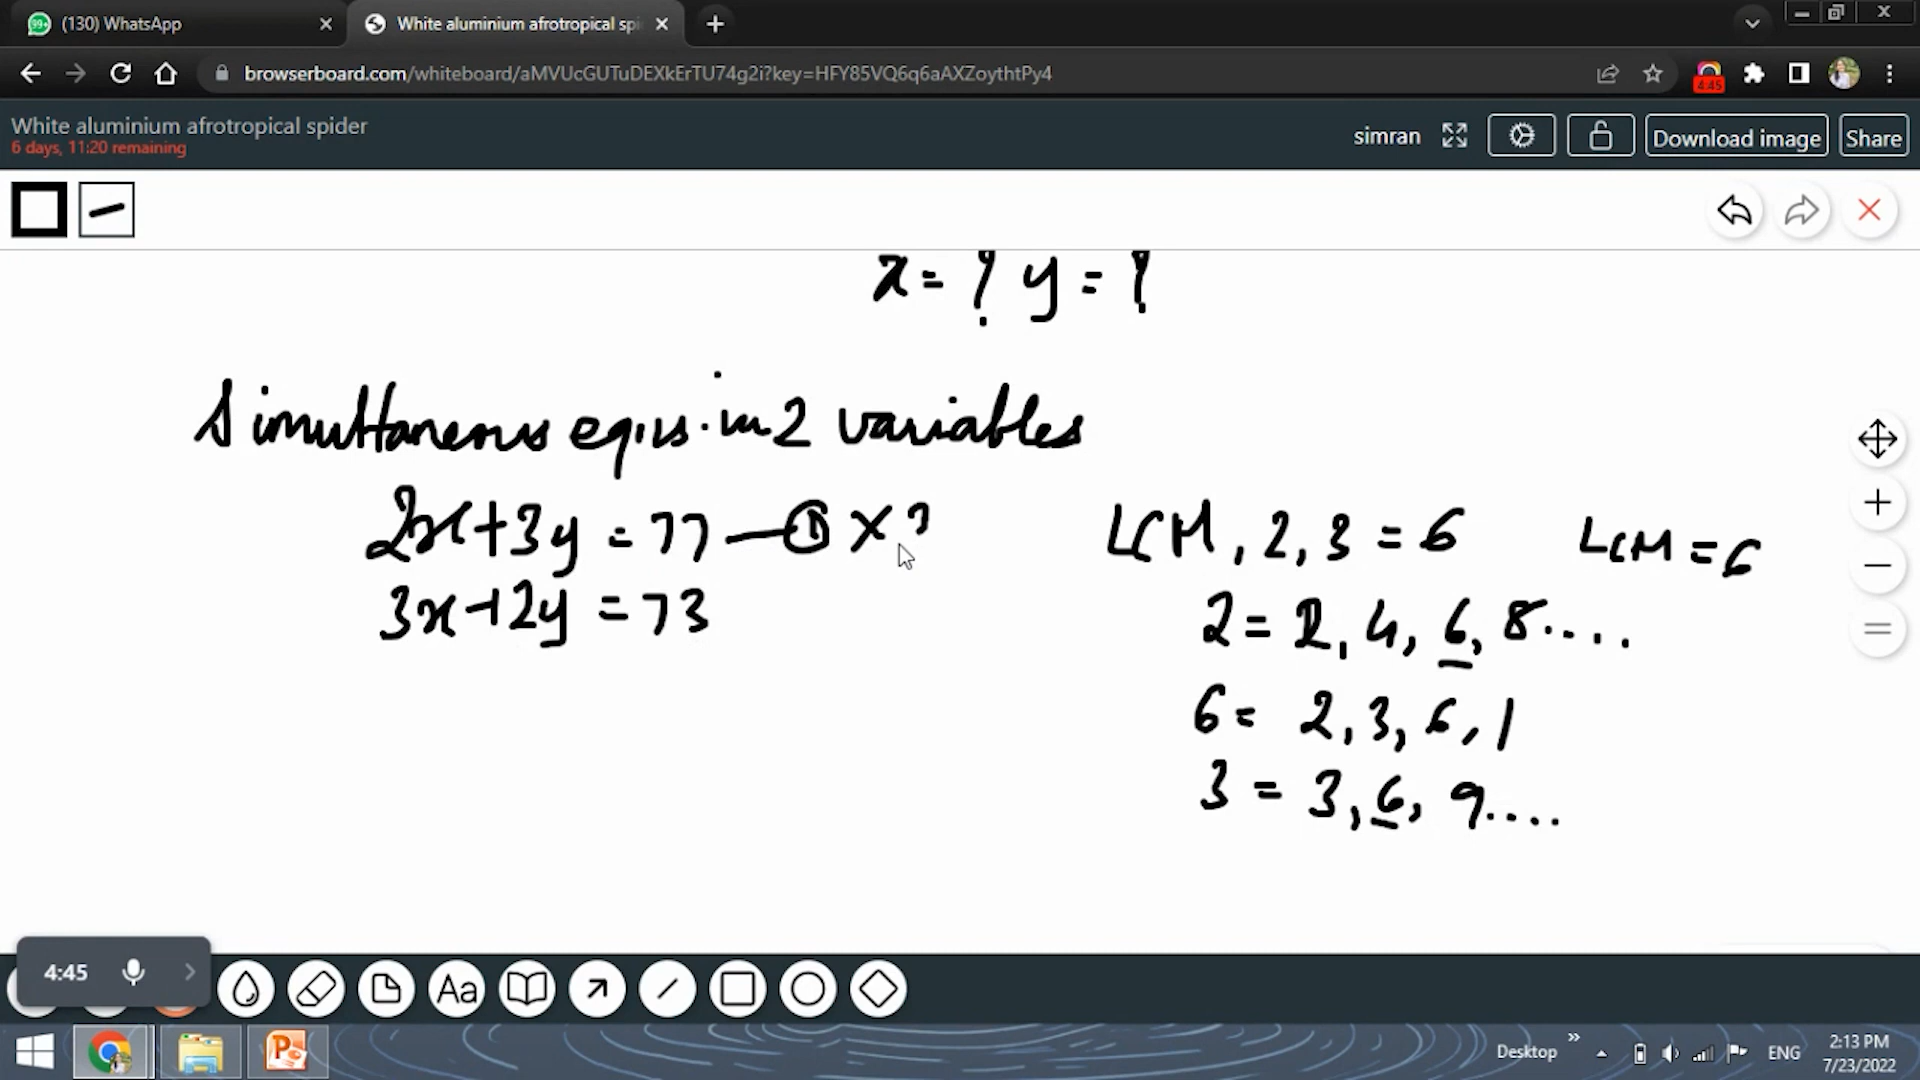 (130) WhatsApp
White aluminium afrotropical spi
browserboard.com/whiteboard/aMVUcGUTuDEXkErTU74g2i?key=HFY85VQ6q6aAXZoythtPy4
4:45
White aluminium afrotropical spider
6 days, 11:20 remaining
simran
Download image
Share
x = ? y = ?
Simultaneous eqns. in 2 variables
2x+3y = 77 — ① ×
3x+2y = 73
LCM, 2, 3 = 6
2 = 2, 4, 6, 8....
6 = 2, 3, 6, 1
3 = 3, 6, 9....
LCM = 6
4:45
Aa
Desktop
ENG
2:13 PM
7/23/2022